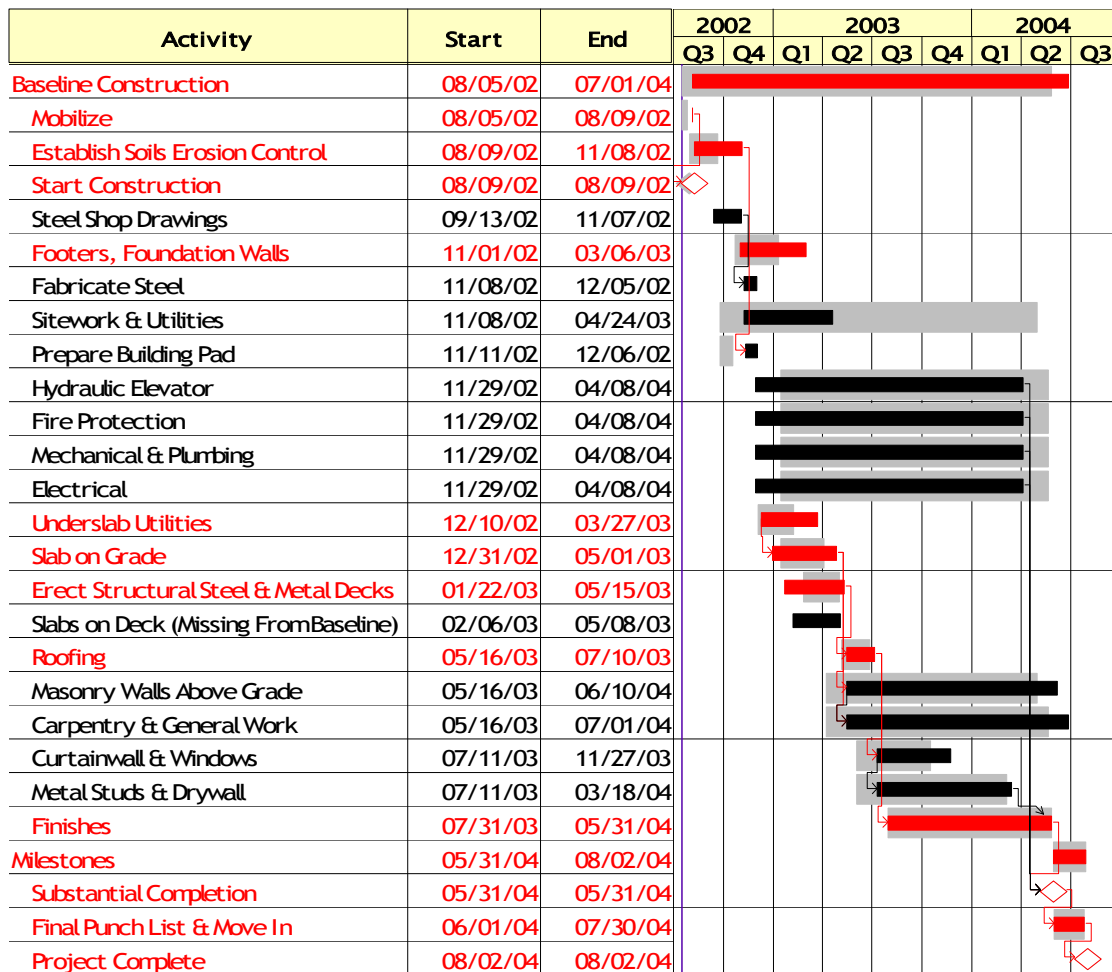 Activity Start End 2002 2003 2004
Q3 Q4 Q1 Q2 Q3 Q4 Q1 Q2 Q3
Baseline Construction 08/05/02 07/01/04
Mobilize 08/05/02 08/09/02
Establish Soils Erosion Control 08/09/02 11/08/02
Start Construction 08/09/02 08/09/02
Steel Shop Drawings 09/13/02 11/07/02
Footers, Foundation Walls 11/01/02 03/06/03
Fabricate Steel 11/08/02 12/05/02
Sitework & Utilities 11/08/02 04/24/03
Prepare Building Pad 11/11/02 12/06/02
Hydraulic Elevator 11/29/02 04/08/04
Fire Protection 11/29/02 04/08/04
Mechanical & Plumbing 11/29/02 04/08/04
Electrical 11/29/02 04/08/04
Underslab Utilities 12/10/02 03/27/03
Slab on Grade 12/31/02 05/01/03
Erect Structural Steel & Metal Decks 01/22/03 05/15/03
Slabs on Deck (Missing From Baseline) 02/06/03 05/08/03
Roofing 05/16/03 07/10/03
Masonry Walls Above Grade 05/16/03 06/10/04
Carpentry & General Work 05/16/03 07/01/04
Curtainwall & Windows 07/11/03 11/27/03
Metal Studs & Drywall 07/11/03 03/18/04
Finishes 07/31/03 05/31/04
Milestones 05/31/04 08/02/04
Substantial Completion 05/31/04 05/31/04
Final Punch List & Move In 06/01/04 07/30/04
Project Complete 08/02/04 08/02/04